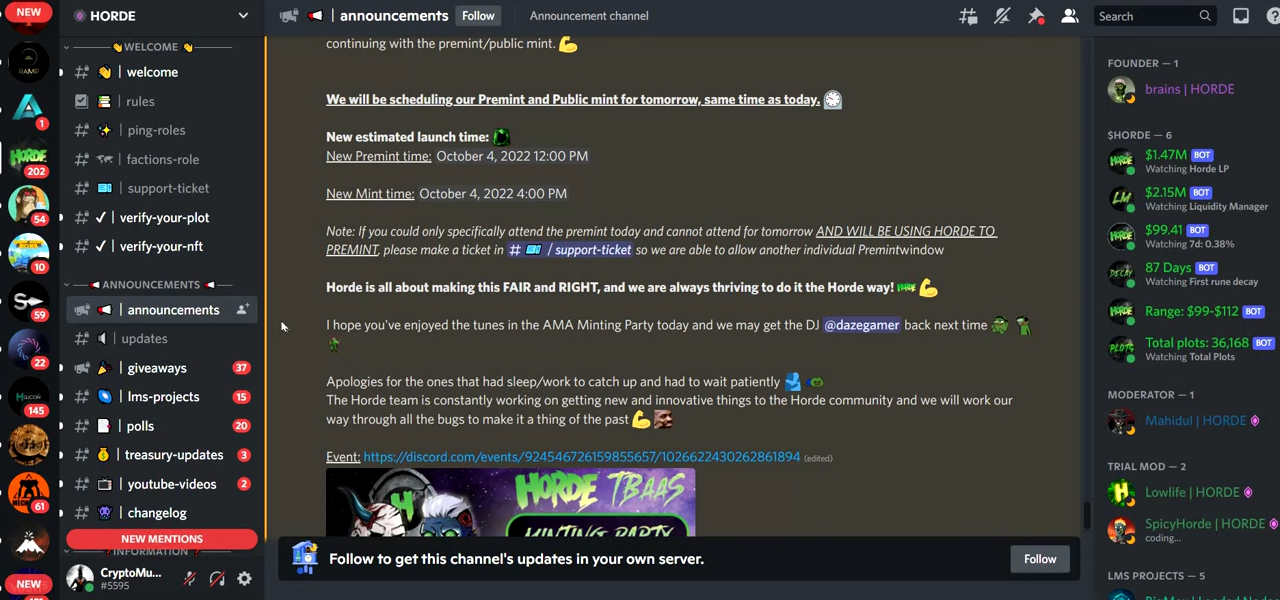 NEW
HORDE
WELCOME
welcome
rules
ping-roles
factions-role
support-ticket
✓ | verify-your-plot
✓ | verify-your-nft
ANNOUNCEMENTS
announcements
updates
giveaways 37
lms-projects 15
polls 20
treasury-updates 3
youtube-videos 2
changelog
NEW MENTIONS
INFORMATION
CryptoMu...
#5595
RAMP
1
HORDE
202
54
10
59
22
145
61
NEW
| announcements
Follow
Announcement channel
Search
continuing with the premint/public mint.
We will be scheduling our Premint and Public mint for tomorrow, same time as today.
New estimated launch time:
New Premint time: October 4, 2022 12:00 PM
New Mint time: October 4, 2022 4:00 PM
Note: If you could only specifically attend the premint today and cannot attend for tomorrow AND WILL BE USING HORDE TO
PREMINT, please make a ticket in # / support-ticket so we are able to allow another individual Premintwindow
Horde is all about making this FAIR and RIGHT, and we are always thriving to do it the Horde way!
I hope you've enjoyed the tunes in the AMA Minting Party today and we may get the DJ @dazegamer back next time
Apologies for the ones that had sleep/work to catch up and had to wait patiently
The Horde team is constantly working on getting new and innovative things to the Horde community and we will work our
way through all the bugs to make it a thing of the past
Event: https://discord.com/events/924546726159855657/1026622430262861894 (edited)
HORDE TBAAS
MINTING PARTY
Follow to get this channel's updates in your own server.
Follow
FOUNDER — 1
brains | HORDE
$HORDE — 6
$1.47M BOT
Watching Horde LP
$2.15M BOT
Watching Liquidity Manager
$99.41 BOT
Watching 7d: 0.38%
87 Days BOT
Watching First rune decay
Range: $99-$112 BOT
Total plots: 36,168 BOT
Watching Total Plots
MODERATOR — 1
Mahidul | HORDE
TRIAL MOD — 2
Lowlife | HORDE
SpicyHorde | HORDE
coding...
LMS PROJECTS — 5